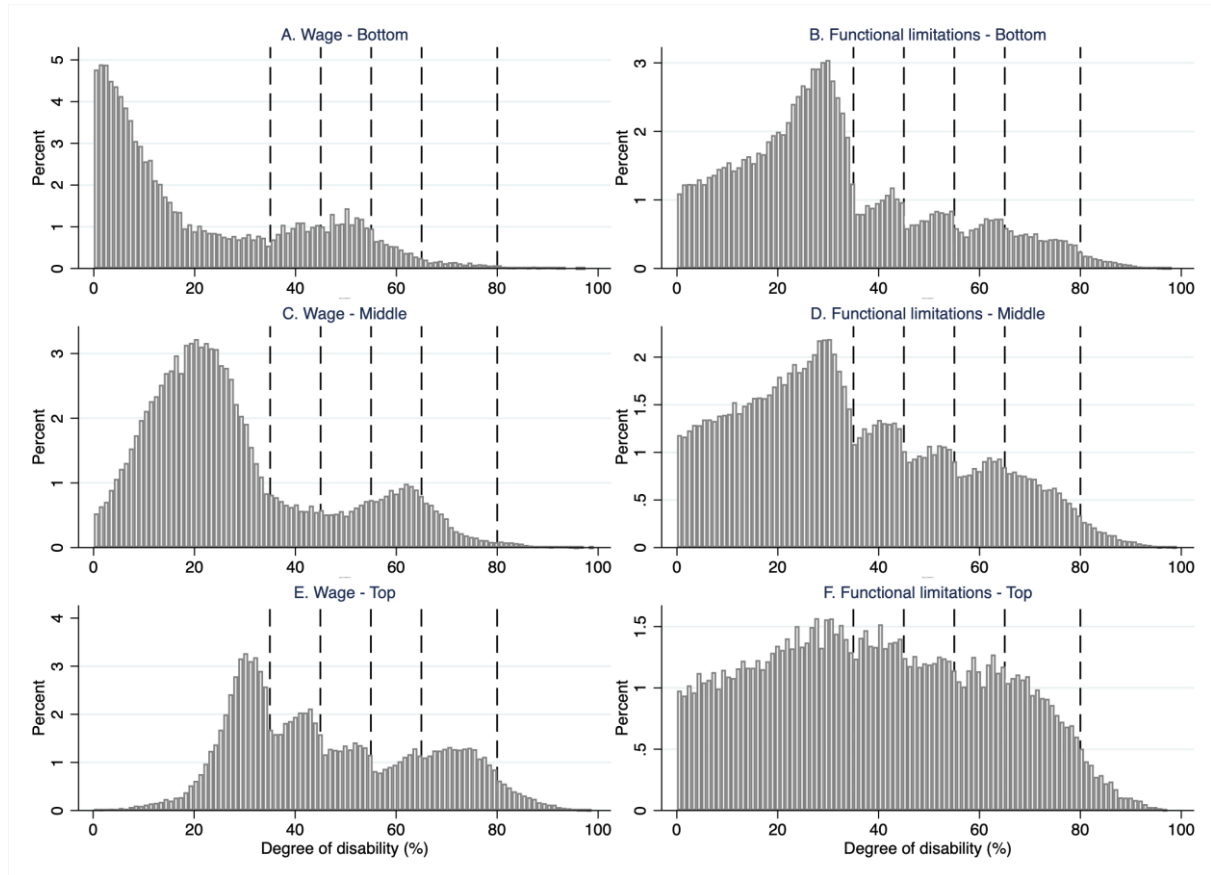 A. Wage - Bottom
Percent
0 1 2 3 4 5
0 20 40 60 80 100
B. Functional limitations - Bottom
Percent
0 1 2 3
0 20 40 60 80 100
C. Wage - Middle
Percent
0 1 2 3
0 20 40 60 80 100
D. Functional limitations - Middle
Percent
0 .5 1 1.5 2
0 20 40 60 80 100
E. Wage - Top
Percent
0 1 2 3 4
0 20 40 60 80 100
Degree of disability (%)
F. Functional limitations - Top
Percent
0 .5 1 1.5
0 20 40 60 80 100
Degree of disability (%)